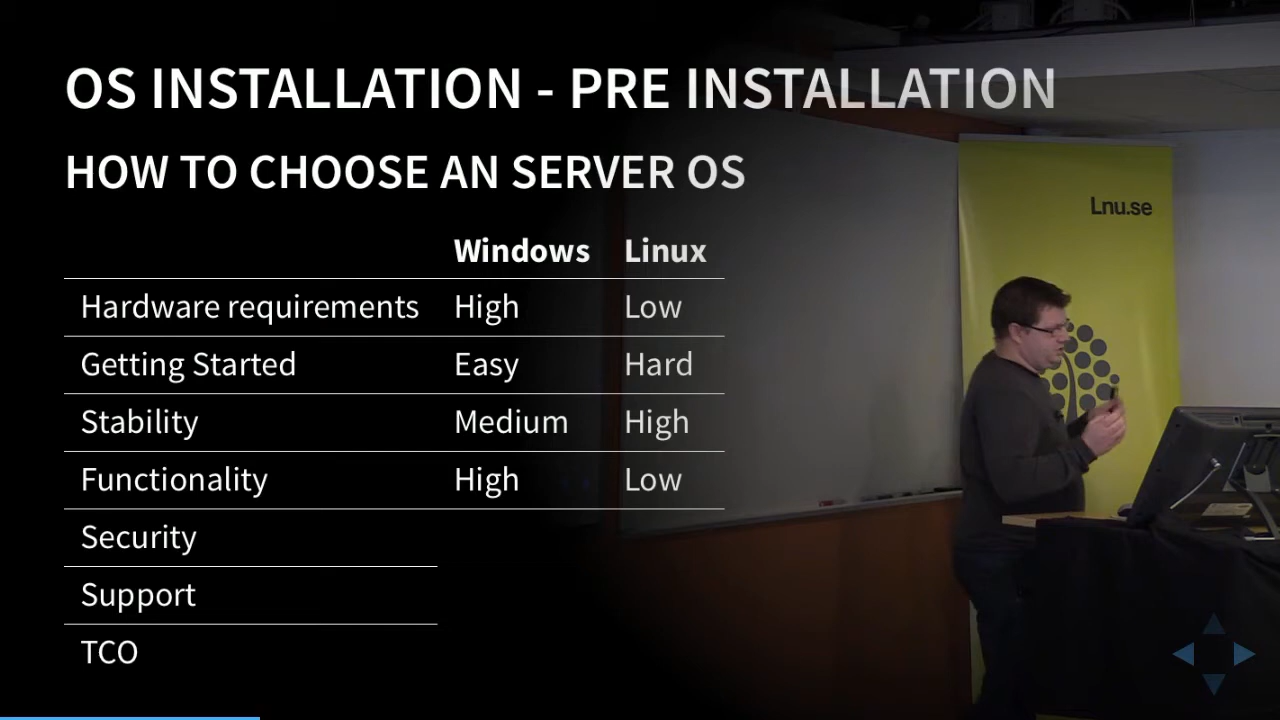 OS INSTALLATION - PRE INSTALLATION
HOW TO CHOOSE AN SERVER OS
Lnu.se
Windows Linux
Hardware requirements High Low
Getting Started Easy Hard
Stability Medium High
Functionality High Low
Security
Support
TCO